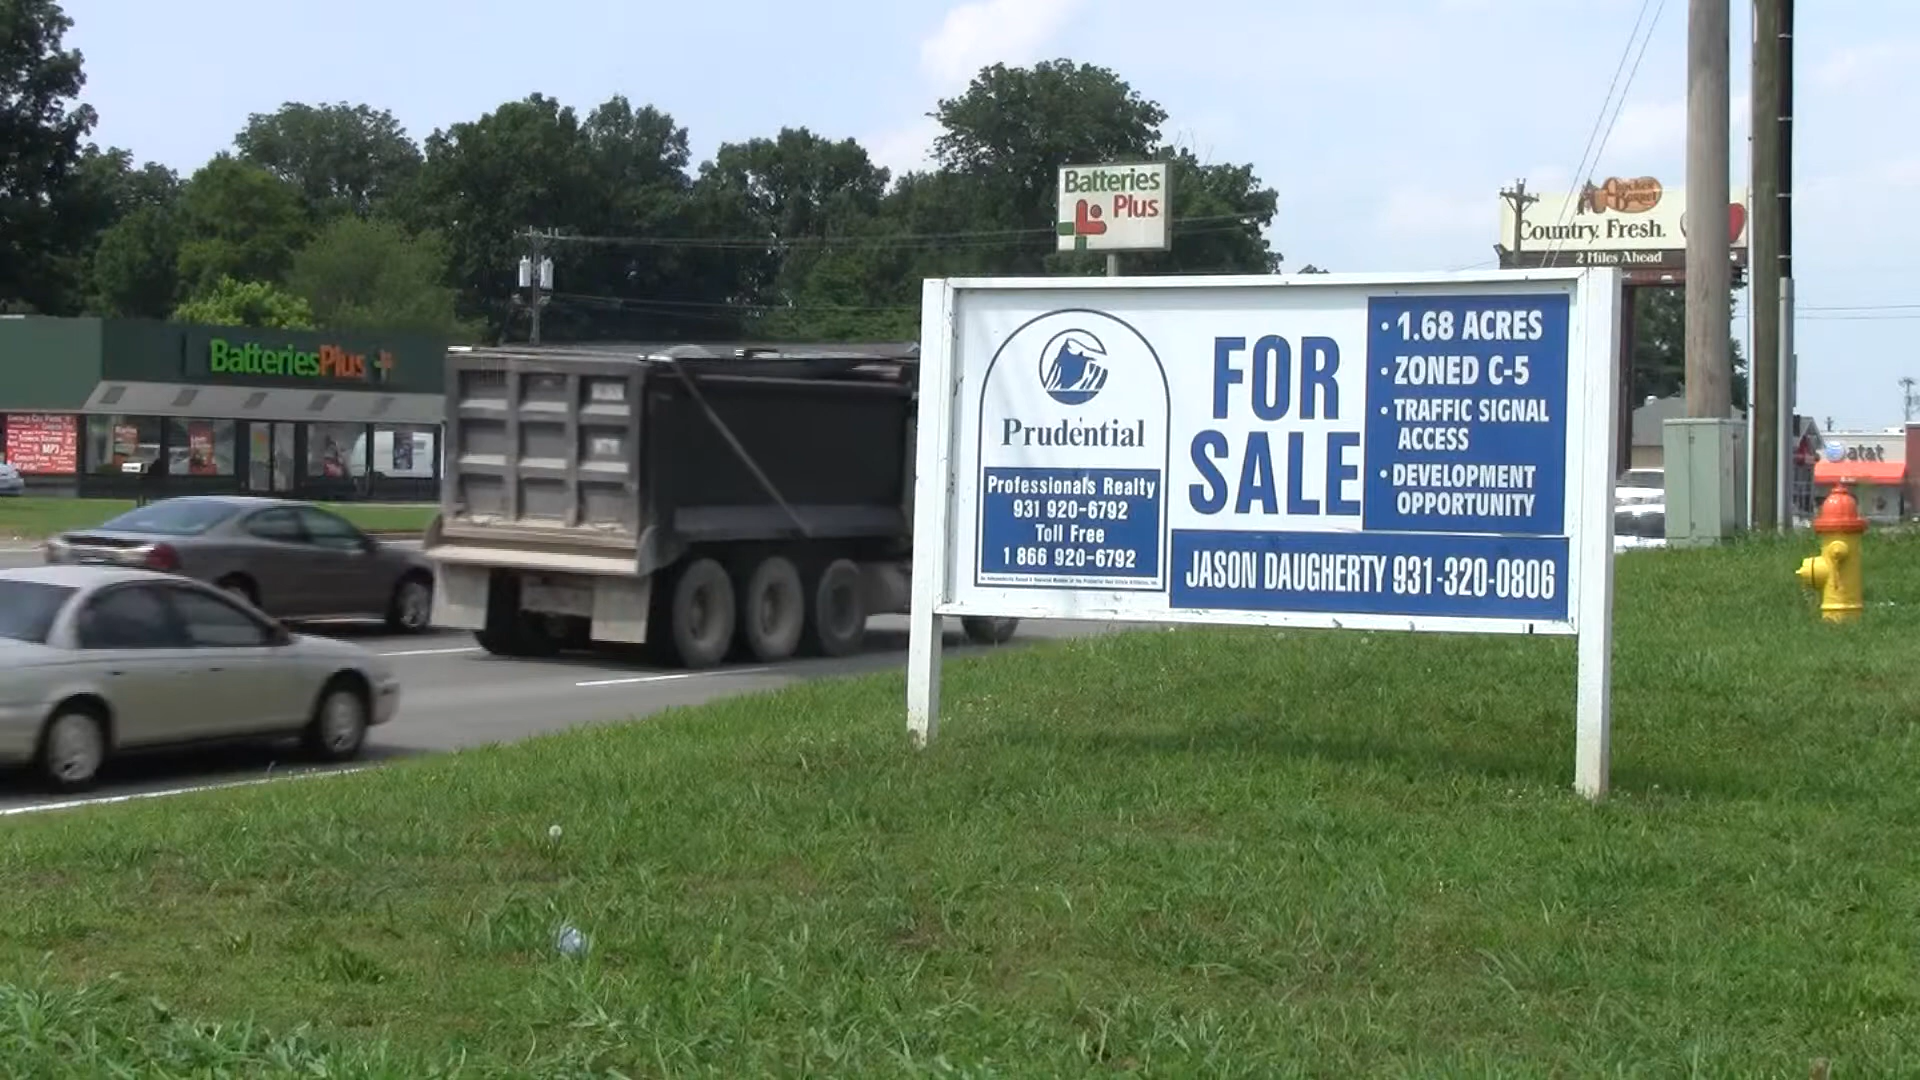 Batteries
Plus
Cracker
Barrel
Country. Fresh.
2 Miles Ahead
BatteriesPlus
at&t
Prudential
Professionals Realty
931 920-6792
Toll Free
1 866 920-6792
FOR
SALE
• 1.68 ACRES
• ZONED C-5
• TRAFFIC SIGNAL
ACCESS
• DEVELOPMENT
OPPORTUNITY
JASON DAUGHERTY 931-320-0806